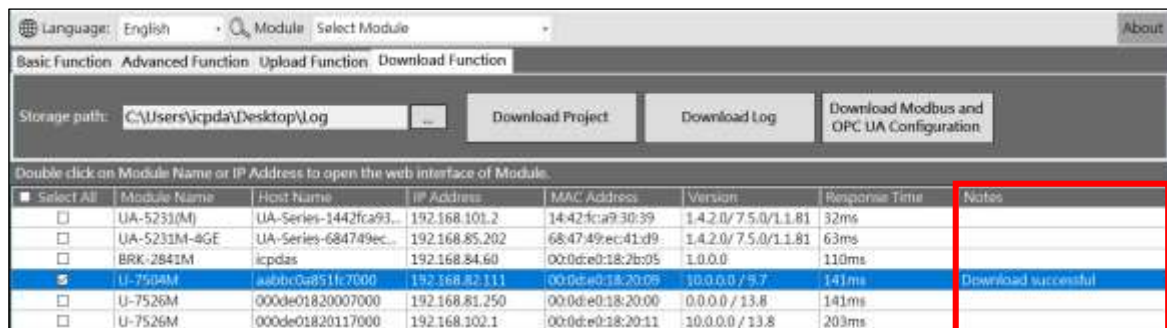 Language: English Module Select Module About
Basic Function Advanced Function Upload Function Download Function
Storage path: C:\Users\icpda\Desktop\Log ... Download Project Download Log Download Modbus and
OPC UA Configuration
Double click on Module Name or IP Address to open the web interface of Module.
Select All Module Name Host Name IP Address MAC Address Version Response Time Notes
UA-5231(M) UA-Series-1442fca93... 192.168.101.2 14:42:fc:a9:30:39 1.4.2.0/ 7.5.0/1.1.81 32ms
UA-5231M-4GE UA-Series-684749ec... 192.168.85.202 68:47:49:ec:41:d9 1.4.2.0/ 7.5.0/1.1.81 63ms
BRK-2841M icpdas 192.168.84.60 00:0d:e0:18:2b:05 1.0.0.0 110ms
U-7504M aabbc0a851fc7000 192.168.82.111 00:0d:e0:18:20:09 10.0.0.0 / 9.7 141ms Download successful
U-7526M 000de01820007000 192.168.81.250 00:0d:e0:18:20:00 0.0.0.0 / 13.8 141ms
U-7526M 000de01820117000 192.168.102.1 00:0d:e0:18:20:11 10.0.0.0 / 13.8 203ms